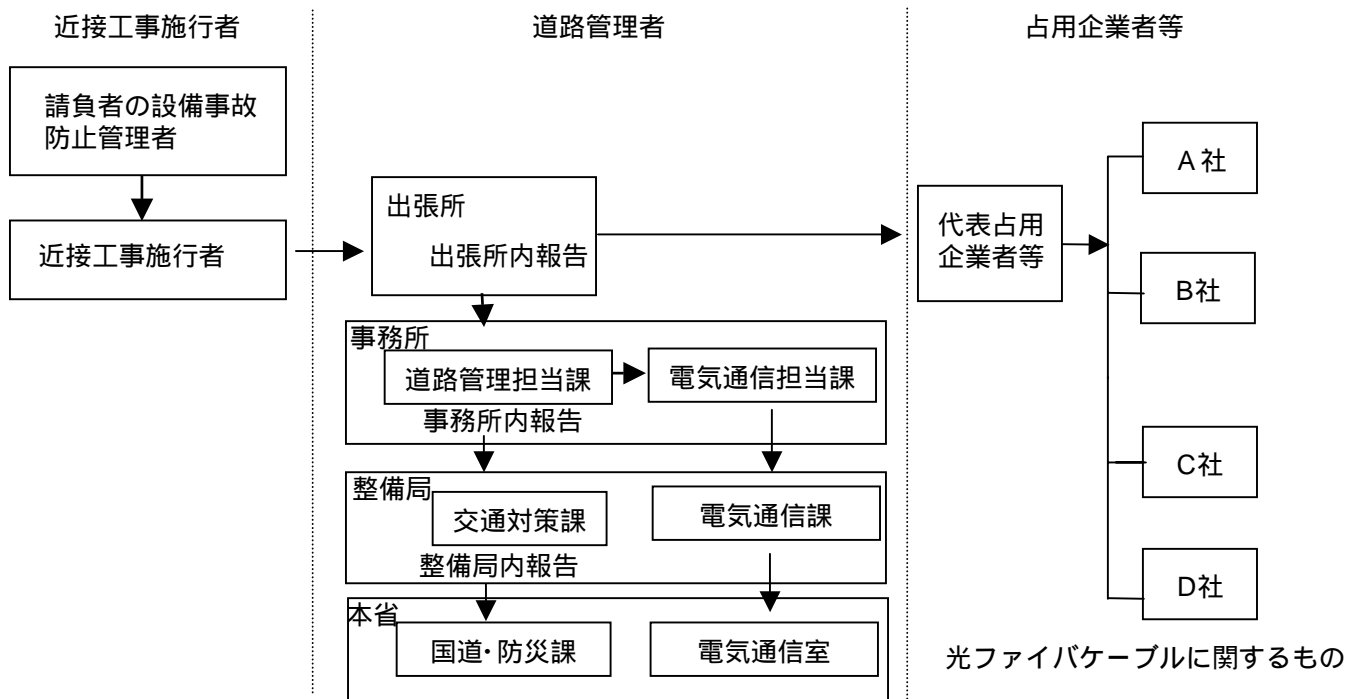 近接工事施行者
道路管理者
占用企業者等
請負者の設備事故
防止管理者
近接工事施行者
出張所
出張所内報告
代表占用
企業者等
A社
B社
C社
D社
事務所
道路管理担当課
電気通信担当課
事務所内報告
整備局
交通対策課
電気通信課
整備局内報告
本省
国道・防災課
電気通信室
光ファイバケーブルに関するもの